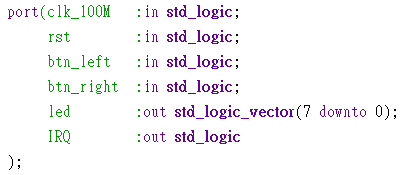 port(clk_100M :in std_logic;
rst :in std_logic;
btn_left :in std_logic;
btn_right :in std_logic;
led :out std_logic_vector(7 downto 0);
IRQ :out std_logic
);